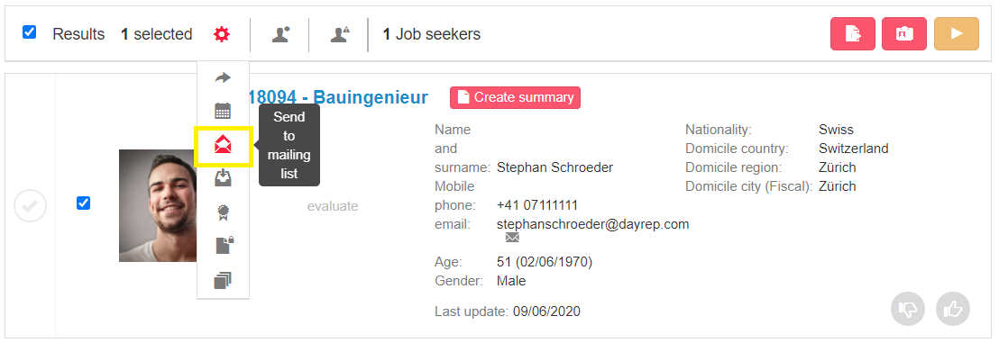 Results 1 selected 1 Job seekers
18094 - Bauingenieur Create summary
Send
to
mailing
list
evaluate
Name
and
surname: Stephan Schroeder
Mobile
phone: +41 07111111
email: stephanschroeder@dayrep.com
Age: 51 (02/06/1970)
Gender: Male
Last update: 09/06/2020
Nationality: Swiss
Domicile country: Switzerland
Domicile region: Zürich
Domicile city (Fiscal): Zürich